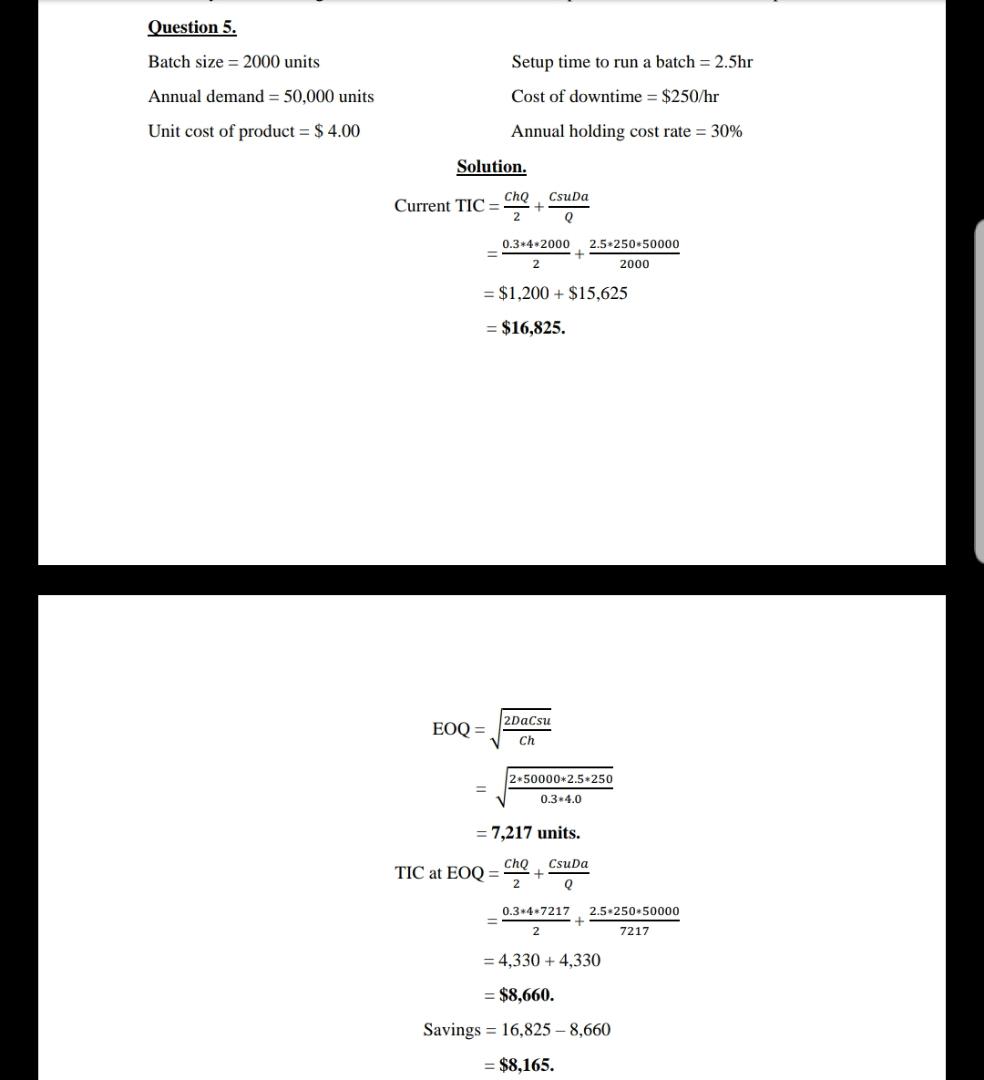 Question 5.
Batch size = 2000 units Setup time to run a batch = 2.5hr
Annual demand = 50,000 units Cost of downtime = $250/hr
Unit cost of product = $ 4.00 Annual holding cost rate = 30%
Solution.
Current TIC = ChQ/2 + CsuDa/Q
= 0.3*4*2000/2 + 2.5*250*50000/2000
= $1,200 + $15,625
= $16,825.
EOQ = √(2DaCsu/Ch)
= √(2*50000*2.5*250/0.3*4.0)
= 7,217 units.
TIC at EOQ = ChQ/2 + CsuDa/Q
= 0.3*4*7217/2 + 2.5*250*50000/7217
= 4,330 + 4,330
= $8,660.
Savings = 16,825 – 8,660
= $8,165.